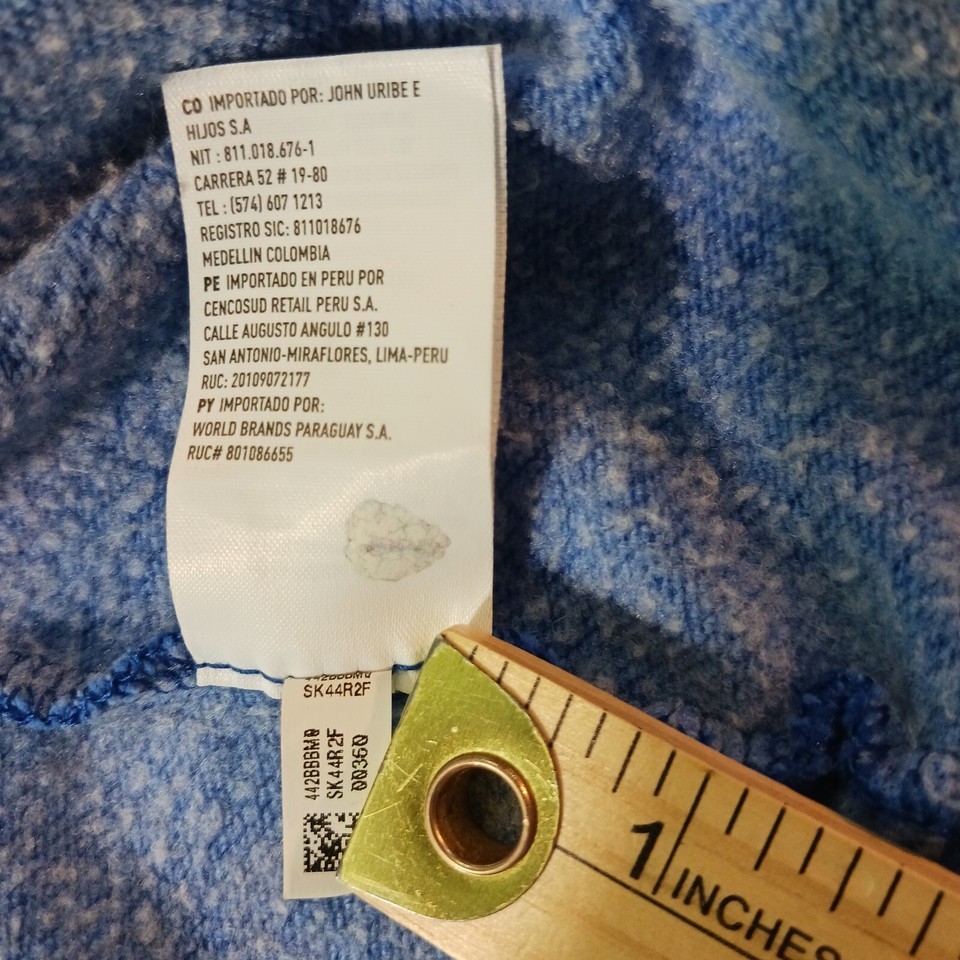 CO IMPORTADO POR: JOHN URIBE E
HIJOS S.A
NIT : 811.018.676-1
CARRERA 52 # 19-80
TEL : (574) 607 1213
REGISTRO SIC: 811018676
MEDELLIN COLOMBIA
PE IMPORTADO EN PERU POR
CENCOSUD RETAIL PERU S.A.
CALLE AUGUSTO ANGULO #130
SAN ANTONIO-MIRAFLORES, LIMA-PERU
RUC: 20109072177
PY IMPORTADO POR:
WORLD BRANDS PARAGUAY S.A.
RUC# 801086655
SK44R2F
442BBBM0
SK44R2F
00360
1
INCHES